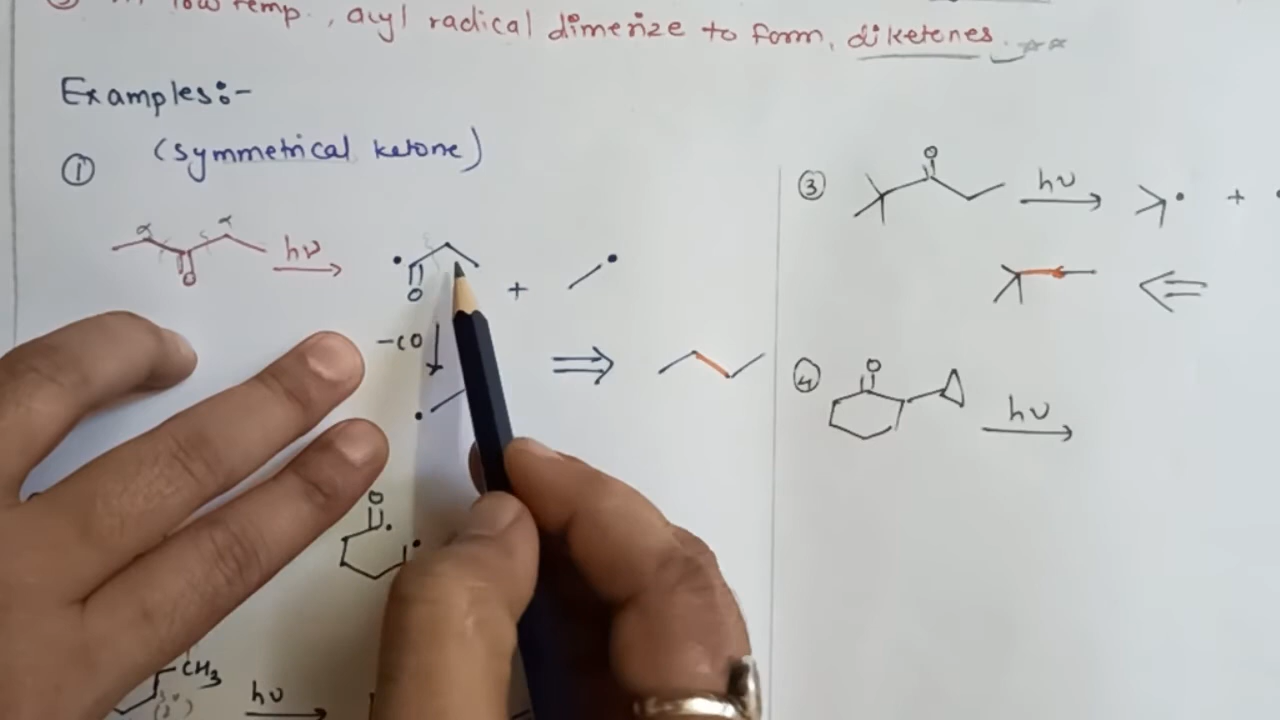 low temp., acyl radical dimerize to form, diketones
Examples:-
(symmetrical ketone)
①
α α
O
hν
O
+
-CO
O
CH3
hν
③
O
hν
+
④
O
hν